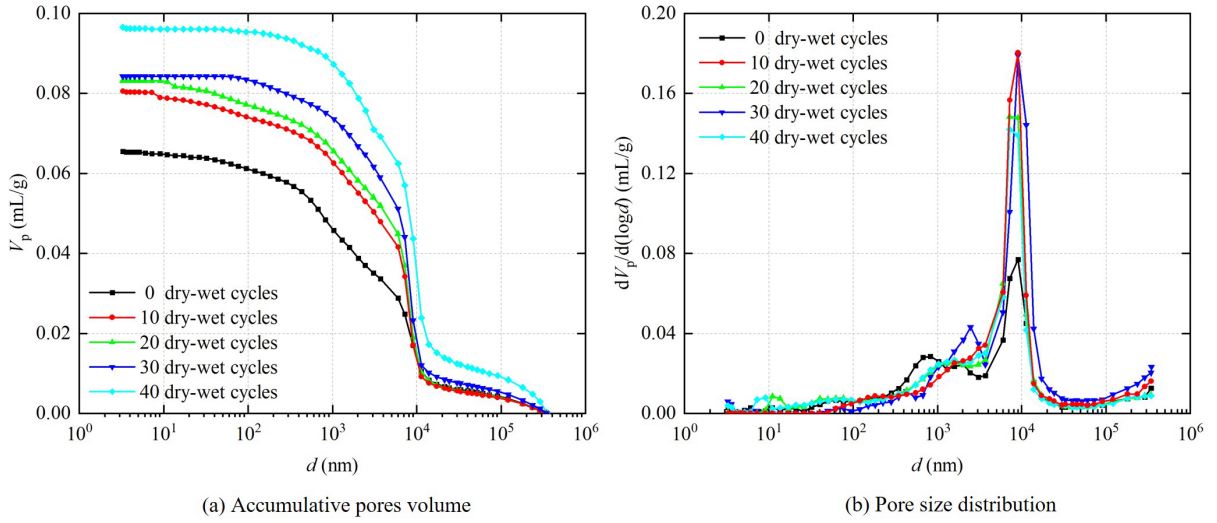 0.10
0.08
0.06
0.04
0.02
0.00
V_p (mL/g)
0 dry-wet cycles
10 dry-wet cycles
20 dry-wet cycles
30 dry-wet cycles
40 dry-wet cycles
10^0 10^1 10^2 10^3 10^4 10^5 10^6
d (nm)
(a) Accumulative pores volume
0.20
0.16
0.12
0.08
0.04
0.00
dV_p/d(logd) (mL/g)
0 dry-wet cycles
10 dry-wet cycles
20 dry-wet cycles
30 dry-wet cycles
40 dry-wet cycles
10^0 10^1 10^2 10^3 10^4 10^5 10^6
d (nm)
(b) Pore size distribution